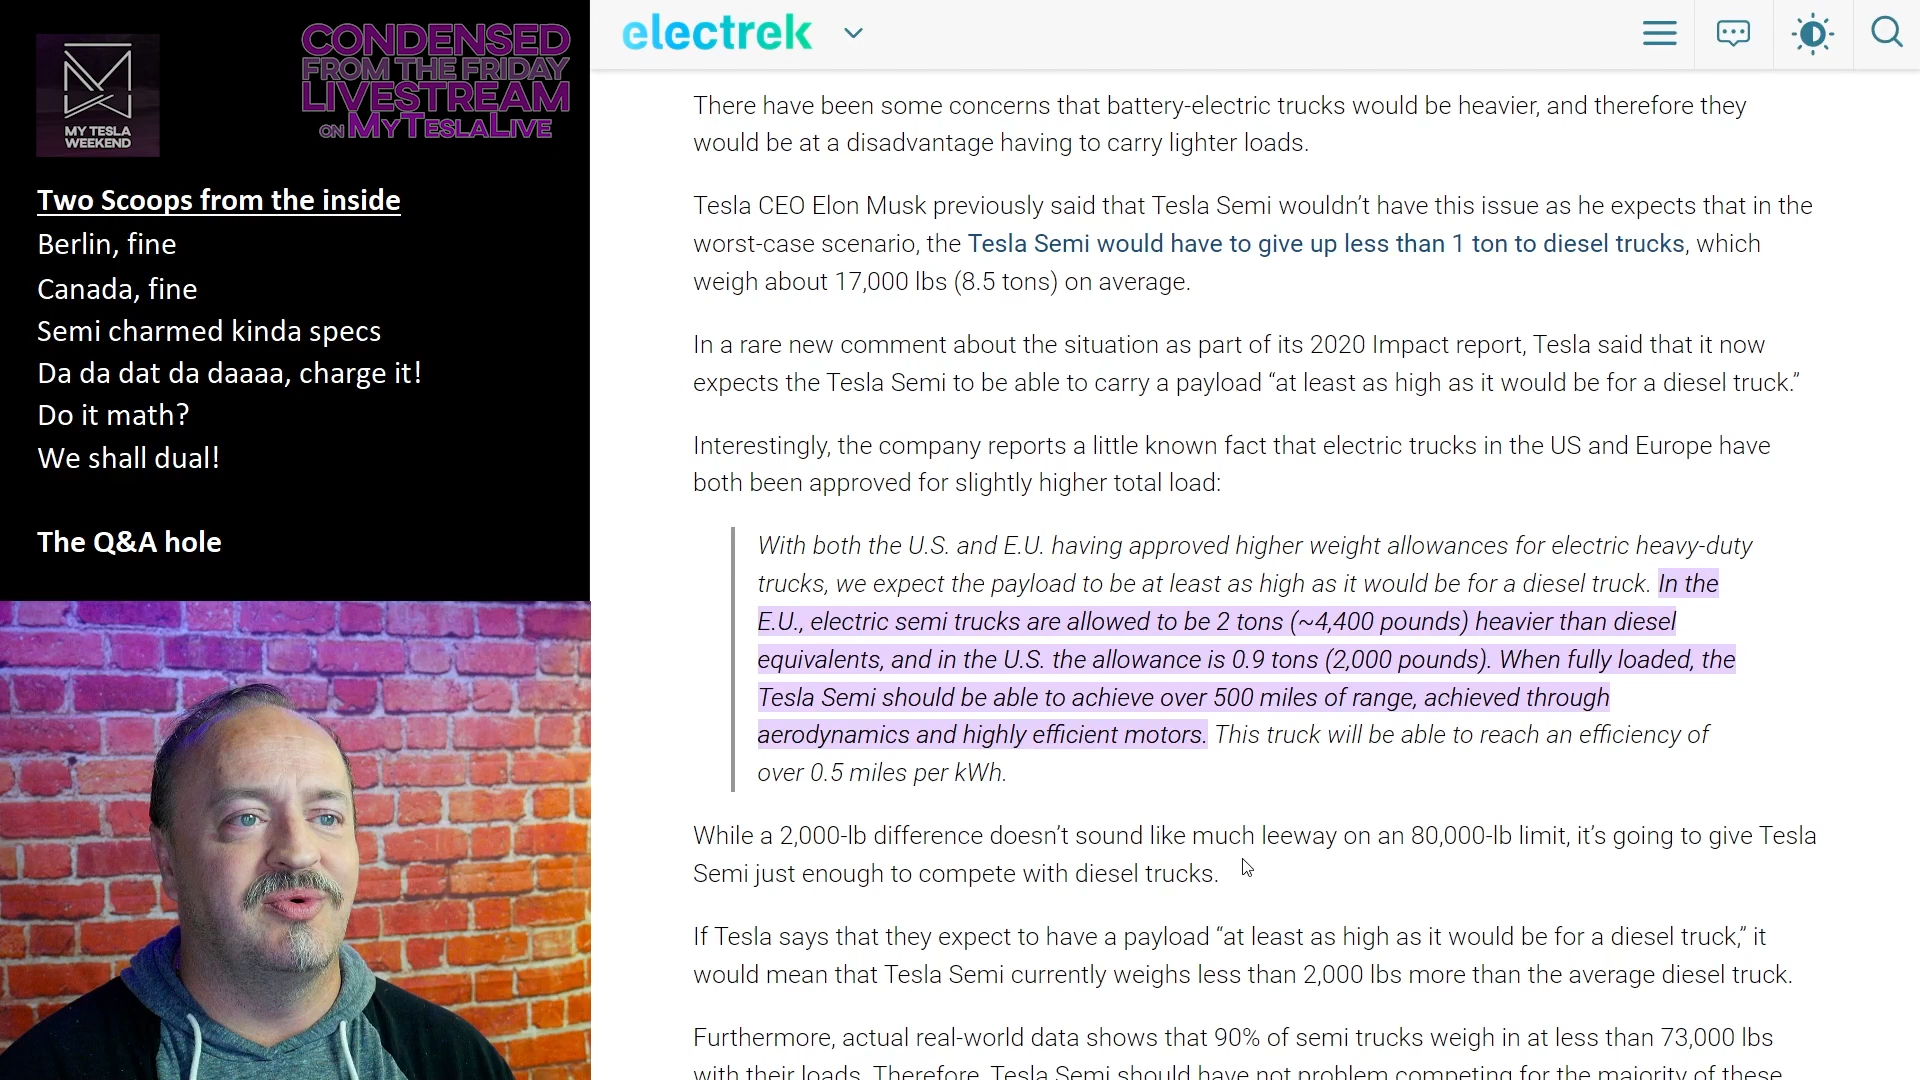 MY TESLA
WEEKEND
CONDENSED
FROM THE FRIDAY
LIVESTREAM
ON MYTESLALIVE
Two Scoops from the inside
Berlin, fine
Canada, fine
Semi charmed kinda specs
Da da dat da daaaa, charge it!
Do it math?
We shall dual!
The Q&A hole
electrek
There have been some concerns that battery-electric trucks would be heavier, and therefore they
would be at a disadvantage having to carry lighter loads.
Tesla CEO Elon Musk previously said that Tesla Semi wouldn’t have this issue as he expects that in the
worst-case scenario, the Tesla Semi would have to give up less than 1 ton to diesel trucks, which
weigh about 17,000 lbs (8.5 tons) on average.
In a rare new comment about the situation as part of its 2020 Impact report, Tesla said that it now
expects the Tesla Semi to be able to carry a payload “at least as high as it would be for a diesel truck.”
Interestingly, the company reports a little known fact that electric trucks in the US and Europe have
both been approved for slightly higher total load:
With both the U.S. and E.U. having approved higher weight allowances for electric heavy-duty
trucks, we expect the payload to be at least as high as it would be for a diesel truck. In the
E.U., electric semi trucks are allowed to be 2 tons (~4,400 pounds) heavier than diesel
equivalents, and in the U.S. the allowance is 0.9 tons (2,000 pounds). When fully loaded, the
Tesla Semi should be able to achieve over 500 miles of range, achieved through
aerodynamics and highly efficient motors. This truck will be able to reach an efficiency of
over 0.5 miles per kWh.
While a 2,000-lb difference doesn’t sound like much leeway on an 80,000-lb limit, it’s going to give Tesla
Semi just enough to compete with diesel trucks.
If Tesla says that they expect to have a payload “at least as high as it would be for a diesel truck,” it
would mean that Tesla Semi currently weighs less than 2,000 lbs more than the average diesel truck.
Furthermore, actual real-world data shows that 90% of semi trucks weigh in at less than 73,000 lbs
with their loads. Therefore, Tesla Semi should have not problem competing for the majority of these